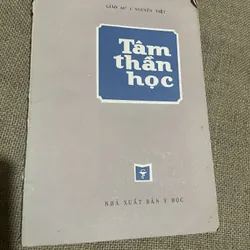 GIÁO SƯ : NGUYỄN VIỆT
Tâm
thần
học
NHÀ XUẤT BẢN Y HỌC